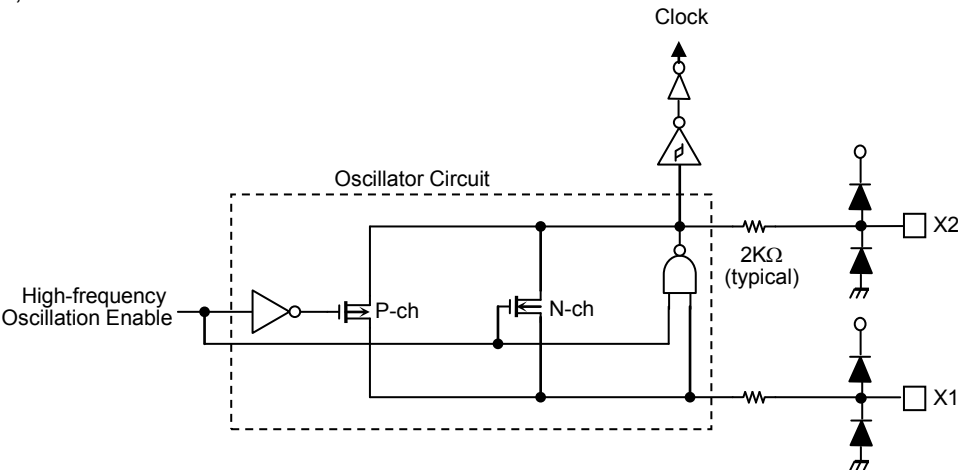 Clock
Oscillator Circuit
X2
2KΩ
(typical)
High-frequency
Oscillation Enable
P-ch
N-ch
X1